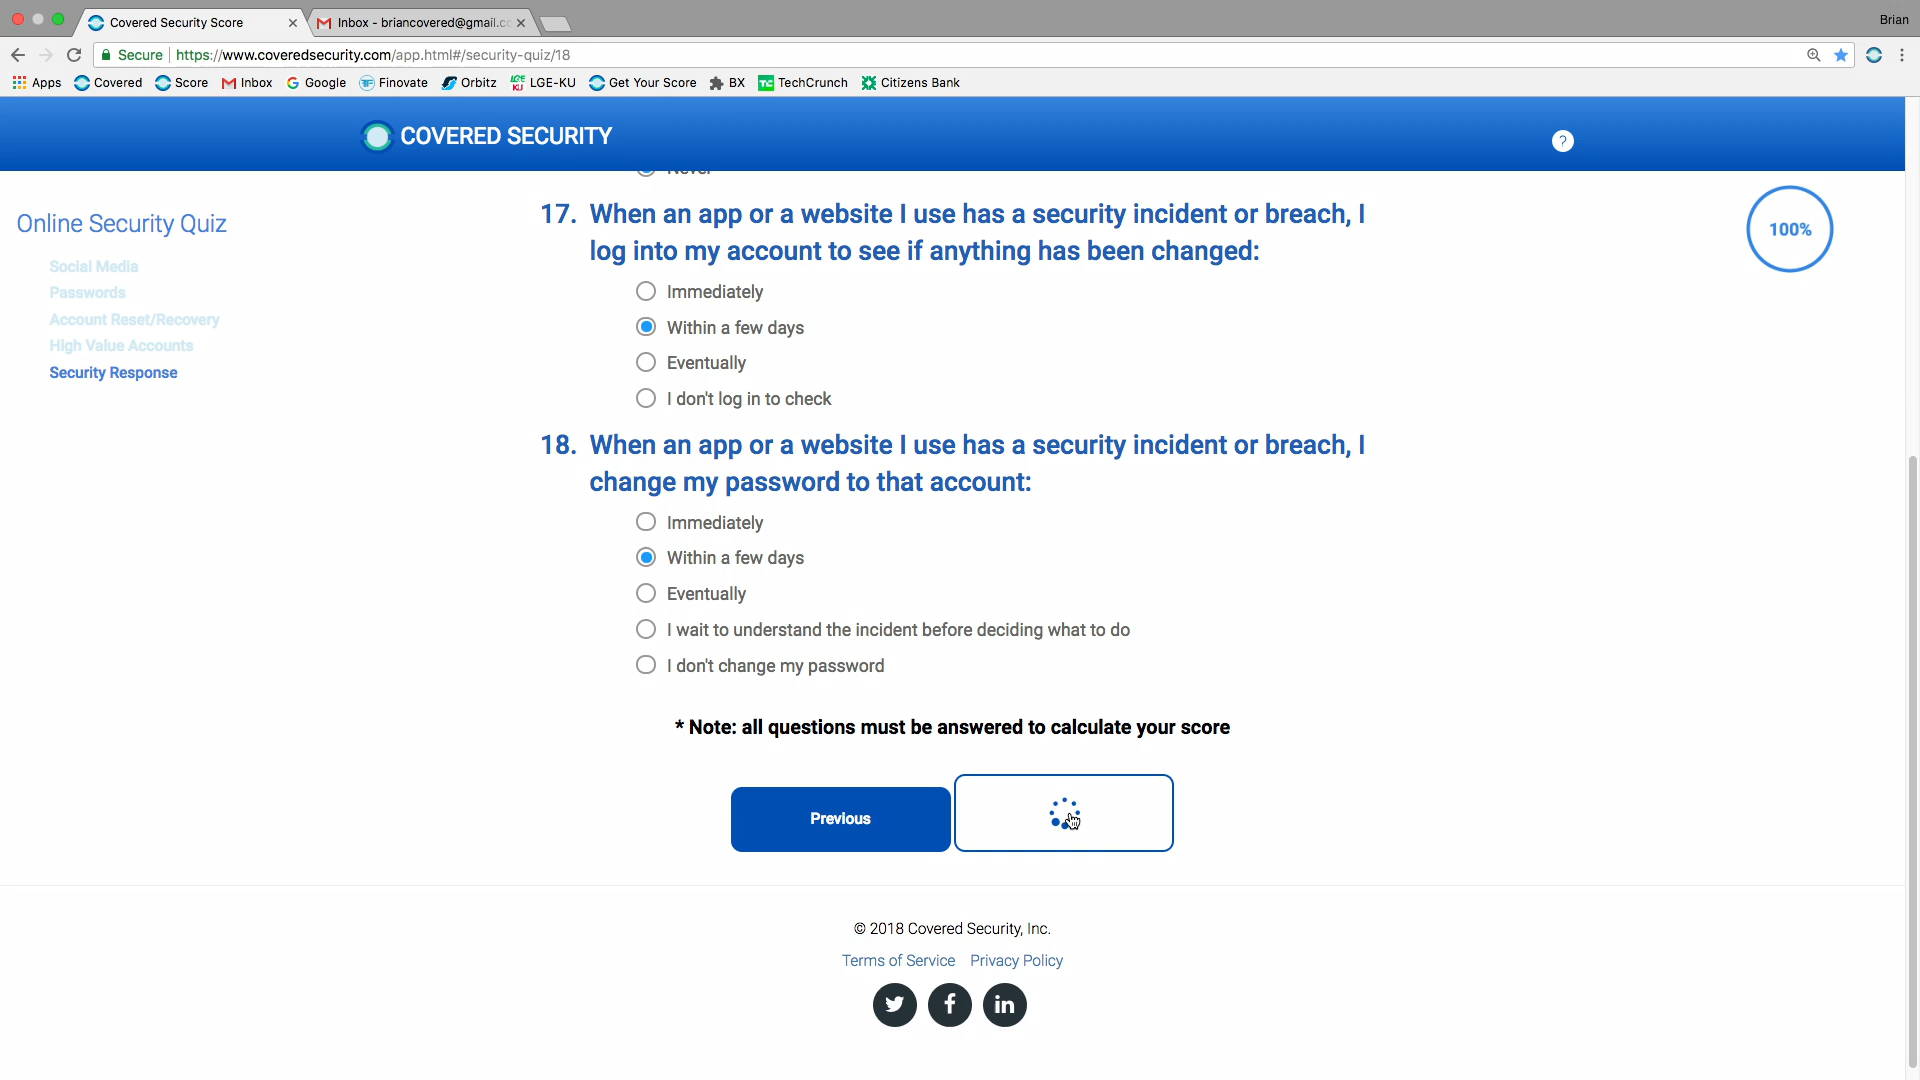 Covered Security Score
Inbox - briancovered@gmail.c
Brian
Secure
https://www.coveredsecurity.com/app.html#/security-quiz/18
Apps
Covered
Score
Inbox
Google
Finovate
Orbitz
LGE-KU
Get Your Score
BX
TechCrunch
Citizens Bank
COVERED SECURITY
?
Never
Online Security Quiz
Social Media
Passwords
Account Reset/Recovery
High Value Accounts
Security Response
100%
17. When an app or a website I use has a security incident or breach, I
log into my account to see if anything has been changed:
Immediately
Within a few days
Eventually
I don't log in to check
18. When an app or a website I use has a security incident or breach, I
change my password to that account:
Immediately
Within a few days
Eventually
I wait to understand the incident before deciding what to do
I don't change my password
* Note: all questions must be answered to calculate your score
Previous
© 2018 Covered Security, Inc.
Terms of Service Privacy Policy